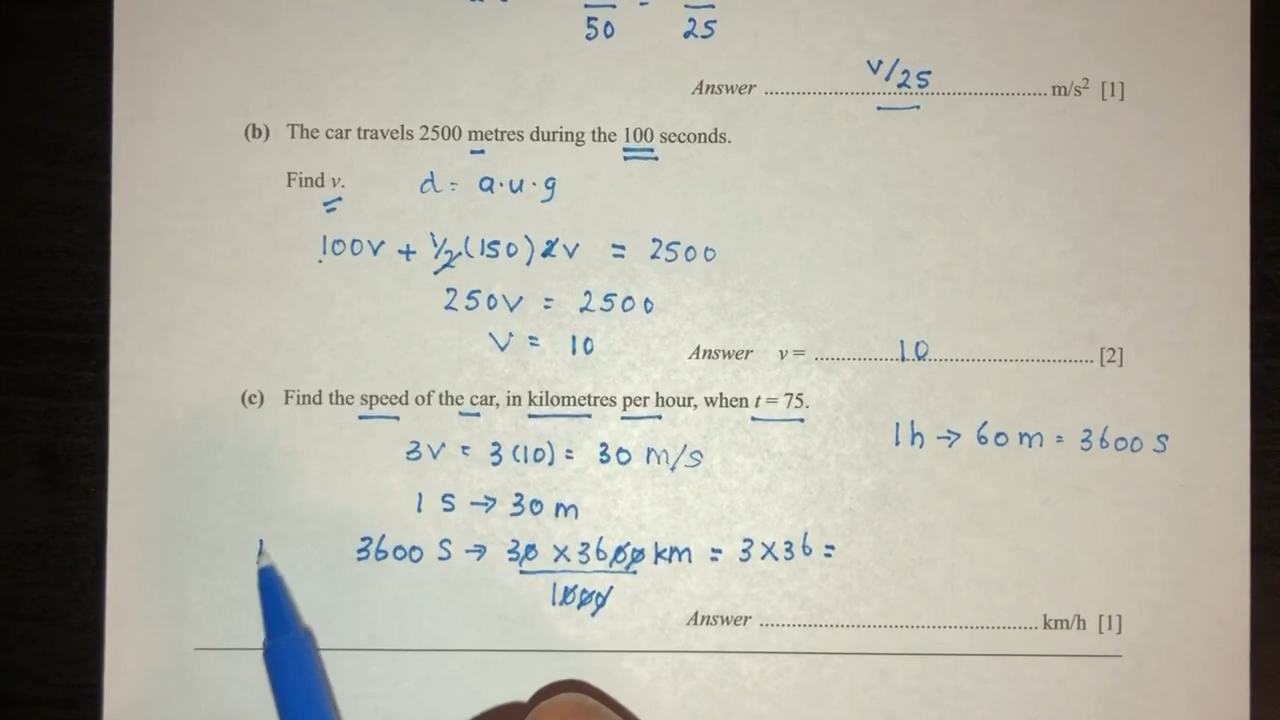 50 25
Answer v/25 m/s² [1]
(b) The car travels 2500 metres during the 100 seconds.
Find v. d = a.u.g
100v + 1/2(150)2v = 2500
250v = 2500
v = 10
Answer v = 10 [2]
(c) Find the speed of the car, in kilometres per hour, when t = 75.
1h → 60m = 3600s
3v = 3(10) = 30 m/s
1 s → 30 m
3600 s → 30 × 3600 km = 3×36 =
1000
Answer km/h [1]